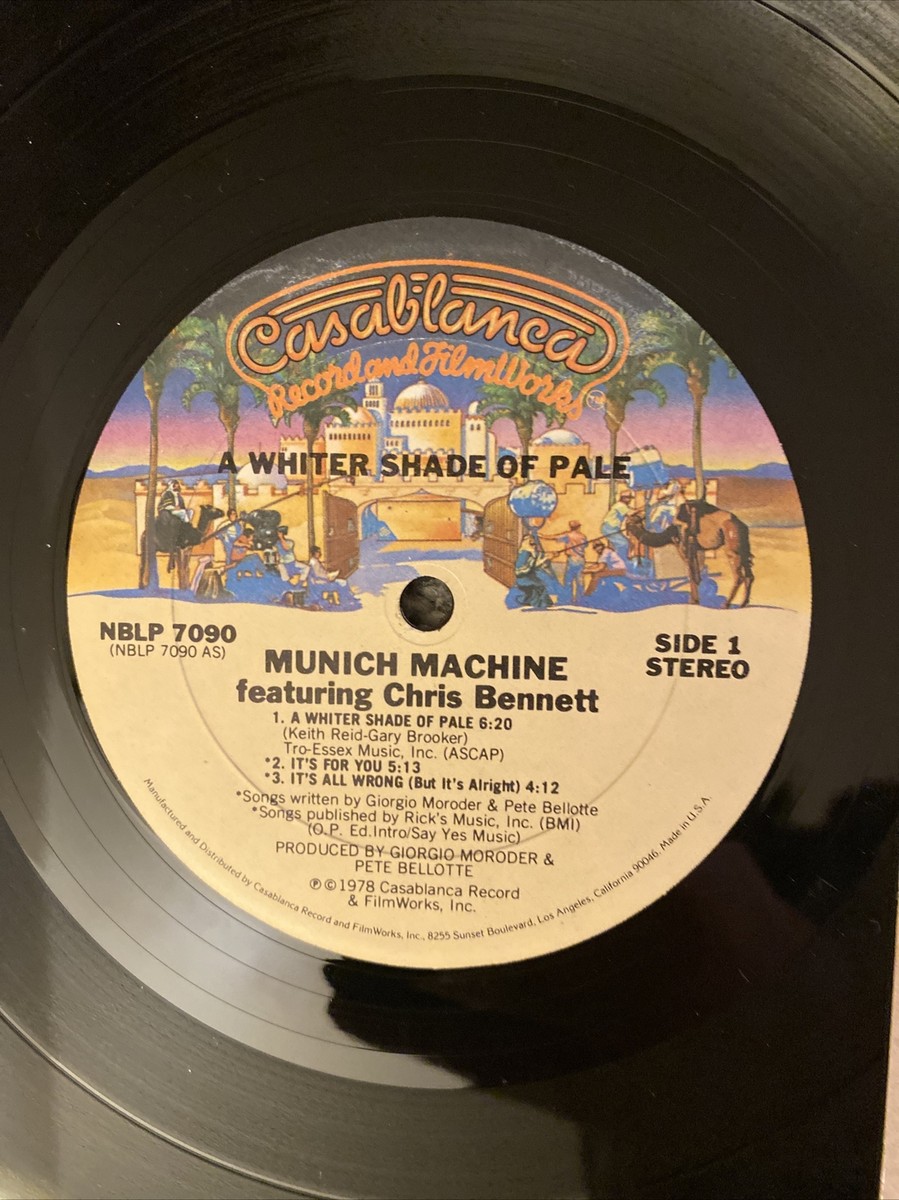 Casablanca
Record and FilmWorks TM
A WHITER SHADE OF PALE
NBLP 7090
(NBLP 7090 AS)
SIDE 1
STEREO
MUNICH MACHINE
featuring Chris Bennett
1. A WHITER SHADE OF PALE 6:20
(Keith Reid-Gary Brooker)
Tro-Essex Music, Inc. (ASCAP)
*2. IT'S FOR YOU 5:13
*3. IT'S ALL WRONG (But It's Alright) 4:12
*Songs written by Giorgio Moroder & Pete Bellotte
*Songs published by Rick's Music, Inc. (BMI)
(O.P. Ed.Intro/Say Yes Music)
PRODUCED BY GIORGIO MORODER &
PETE BELLOTTE
℗©1978 Casablanca Record
& FilmWorks, Inc.
Manufactured and Distributed by Casablanca Record and FilmWorks, Inc., 8255 Sunset Boulevard, Los Angeles, California 90046. Made in U.S.A.